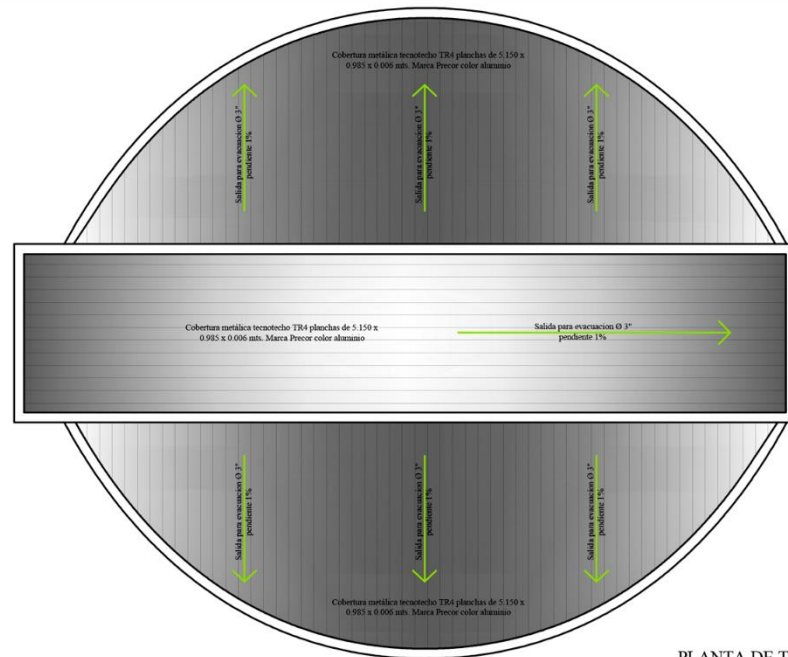 Cobertura metálica tecnotecho TR4 planchas de 5.150 x
0.985 x 0.006 mts. Marca Precor color aluminio
Salida para evacuacion Ø 3"
pendiente 1%
Salida para evacuacion Ø 3"
pendiente 1%
Salida para evacuacion Ø 3"
pendiente 1%
Cobertura metálica tecnotecho TR4 planchas de 5.150 x
0.985 x 0.006 mts. Marca Precor color aluminio
Salida para evacuacion Ø 3"
pendiente 1%
Salida para evacuacion Ø 3"
pendiente 1%
Salida para evacuacion Ø 3"
pendiente 1%
Salida para evacuacion Ø 3"
pendiente 1%
Cobertura metálica tecnotecho TR4 planchas de 5.150 x
0.985 x 0.006 mts. Marca Precor color aluminio
PLANTA DE T